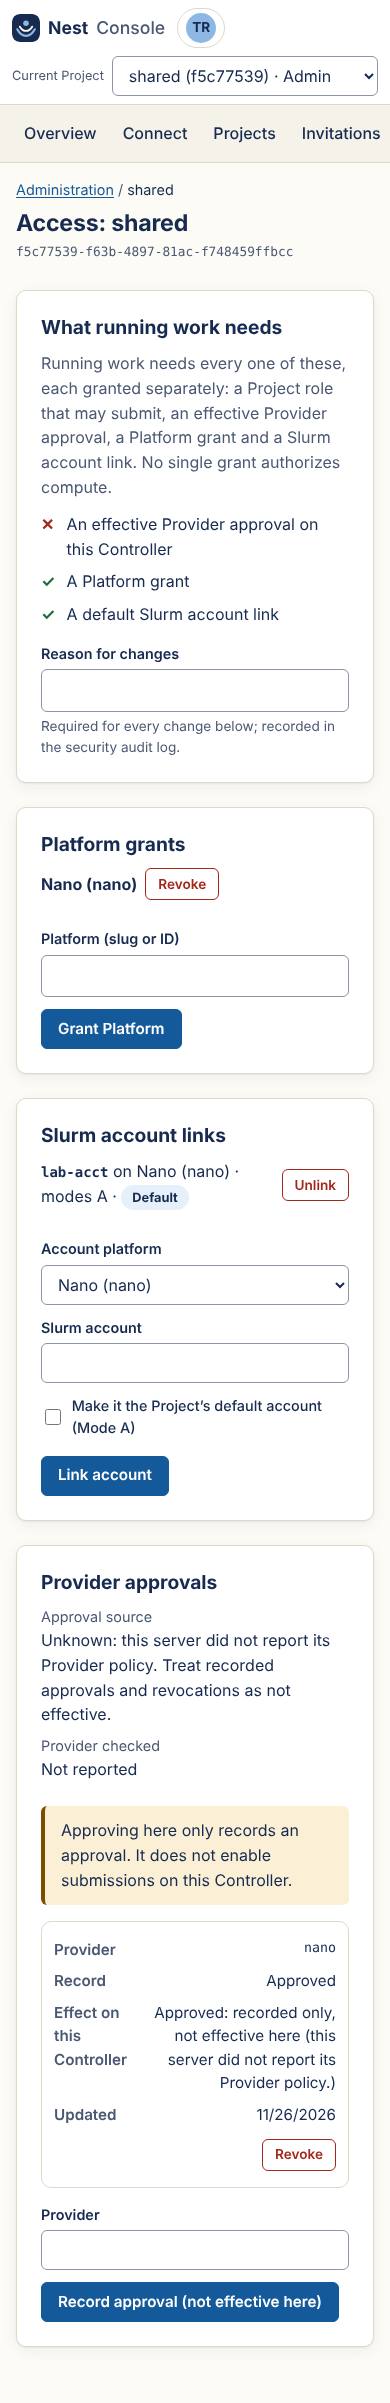 Nest Console TR
Current Project shared (f5c77539) · Admin
Overview Connect Projects Invitations
Administration / shared
Access: shared
f5c77539-f63b-4897-81ac-f748459ffbcc
What running work needs
Running work needs every one of these,
each granted separately: a Project role
that may submit, an effective Provider
approval, a Platform grant and a Slurm
account link. No single grant authorizes
compute.
✕ An effective Provider approval on
this Controller
✓ A Platform grant
✓ A default Slurm account link
Reason for changes
Required for every change below; recorded in
the security audit log.
Platform grants
Nano (nano) Revoke
Platform (slug or ID)
Grant Platform
Slurm account links
lab-acct on Nano (nano) ·
modes A · Default
Unlink
Account platform
Nano (nano)
Slurm account
Make it the Project’s default account
(Mode A)
Link account
Provider approvals
Approval source
Unknown: this server did not report its
Provider policy. Treat recorded
approvals and revocations as not
effective.
Provider checked
Not reported
Approving here only records an
approval. It does not enable
submissions on this Controller.
Provider nano
Record Approved
Effect on this Controller
Approved: recorded only,
not effective here (this
server did not report its
Provider policy.)
Updated 11/26/2026
Revoke
Provider
Record approval (not effective here)